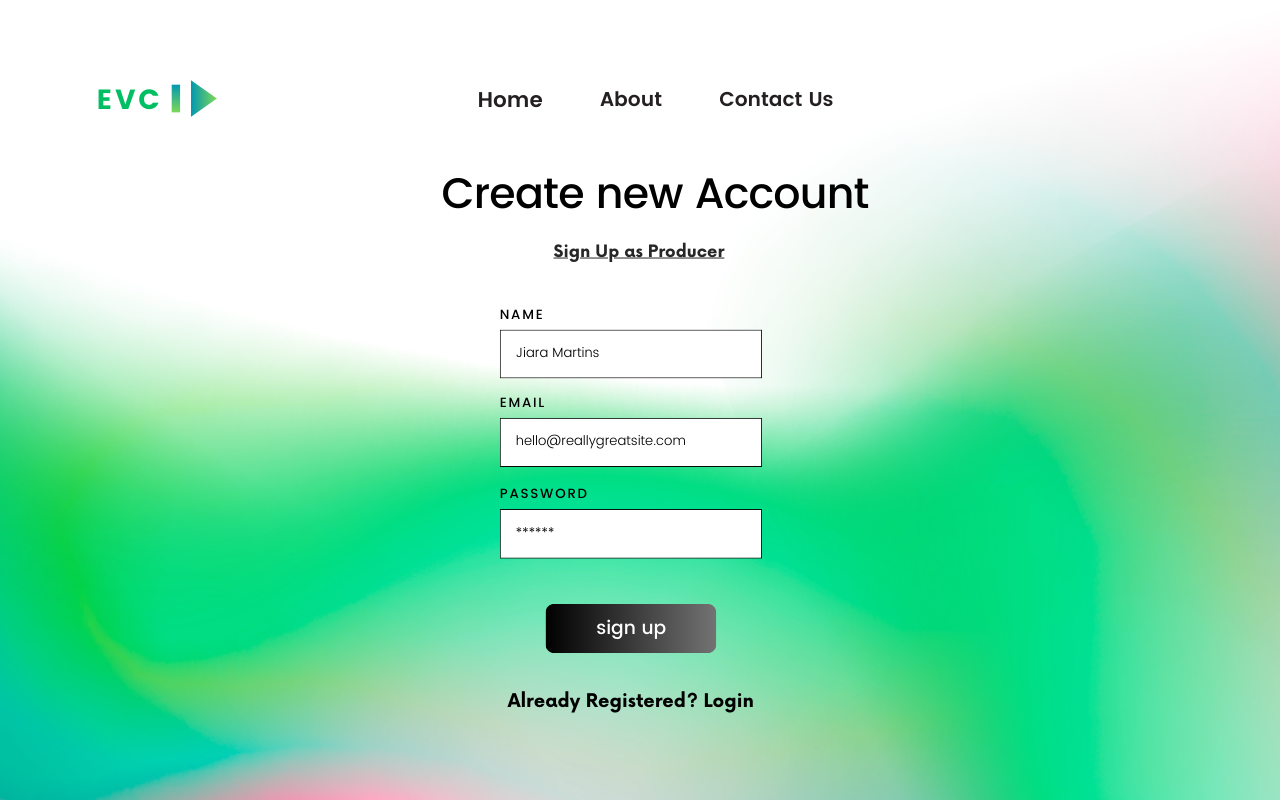 EVC
Home About Contact Us
Create new Account
Sign Up as Producer
NAME
Jiara Martins
EMAIL
hello@reallygreatsite.com
PASSWORD
******
sign up
Already Registered? Login